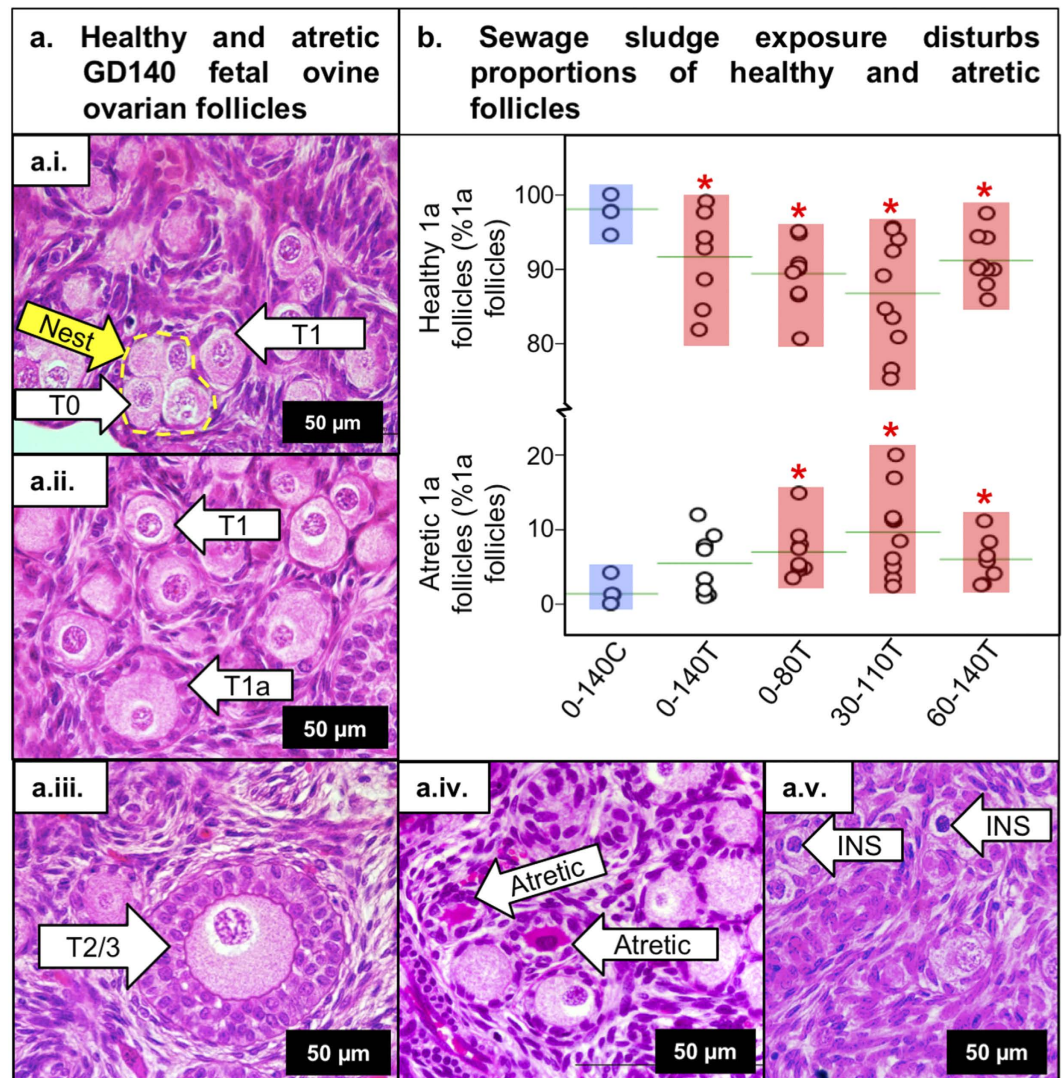 a. Healthy and atretic
GD140 fetal ovine
ovarian follicles
b. Sewage sludge exposure disturbs
proportions of healthy and atretic
follicles
a.i.
Nest
T1
T0
50 µm
a.ii.
T1
T1a
50 µm
Healthy 1a
follicles (%1a
follicles)
100
90
80
* * * *
Atretic 1a
follicles (%1a
follicles)
20
10
0
* * *
0-140C
0-140T
0-80T
30-110T
60-140T
a.iii.
T2/3
50 µm
a.iv.
Atretic
Atretic
50 µm
a.v.
INS
INS
50 µm